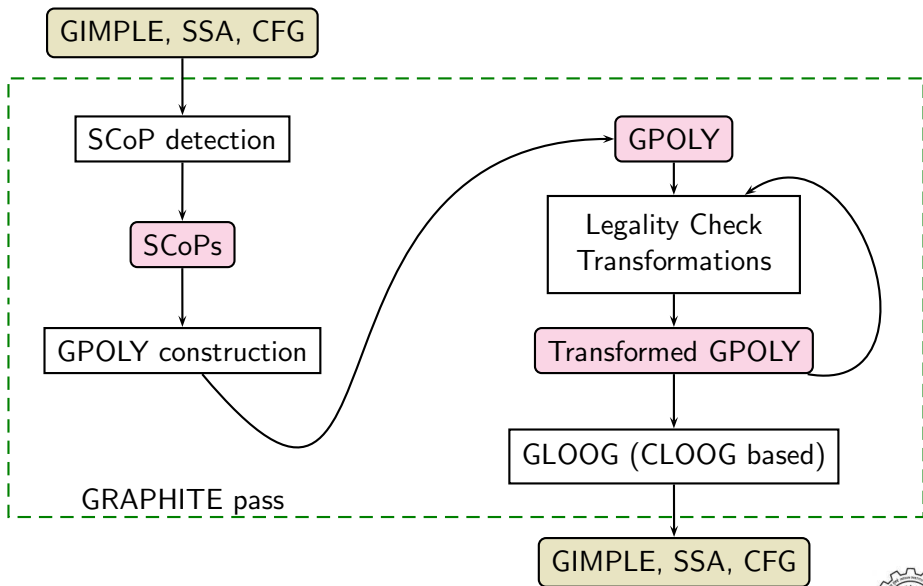 GIMPLE, SSA, CFG
SCoP detection
SCoPs
GPOLY construction
GRAPHITE pass
GPOLY
Legality Check
Transformations
Transformed GPOLY
GLOOG (CLOOG based)
GIMPLE, SSA, CFG